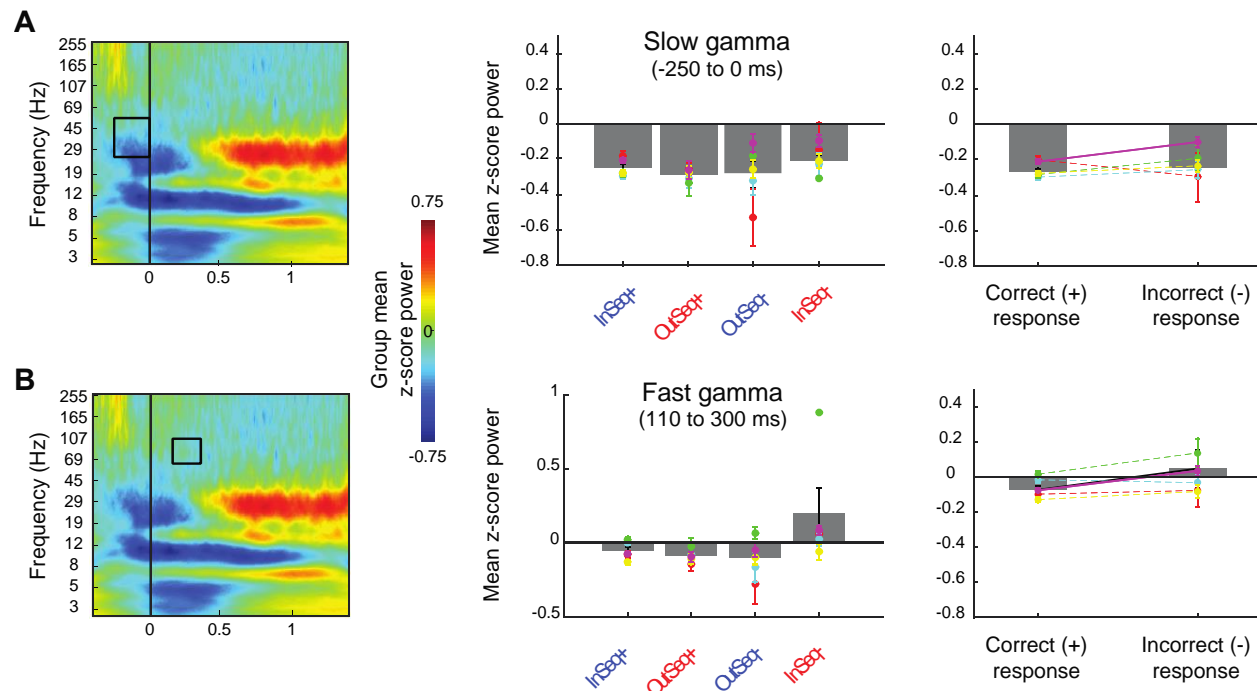 A
Frequency (Hz)
255
165
107
69
45
29
19
12
8
5
3
0
0.5
1
0.75
0
-0.75
Group mean
z-score power
Slow gamma
(-250 to 0 ms)
Mean z-score power
0.4
0.2
0
-0.2
-0.4
-0.6
-0.8
InSeq+
OutSeq+
OutSeq-
InSeq-
0.4
0.2
0
-0.2
-0.4
-0.6
-0.8
Correct (+)
response
Incorrect (-)
response
B
Frequency (Hz)
255
165
107
69
45
29
19
12
8
5
3
0
0.5
1
Fast gamma
(110 to 300 ms)
Mean z-score power
1
0.5
0
-0.5
InSeq+
OutSeq+
OutSeq-
InSeq-
0.4
0.2
0
-0.2
-0.4
-0.6
-0.8
Correct (+)
response
Incorrect (-)
response